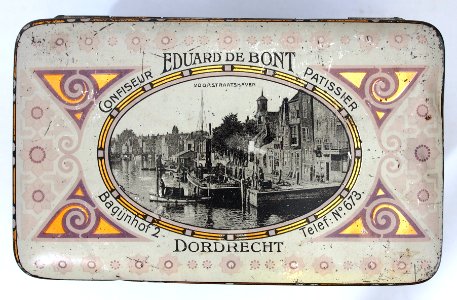 EDUARD DE BONT
CONFISEUR
PATISSIER
VOORSTRAATSHAVEN
Bagijnhof 2
Telef: No 673
DORDRECHT